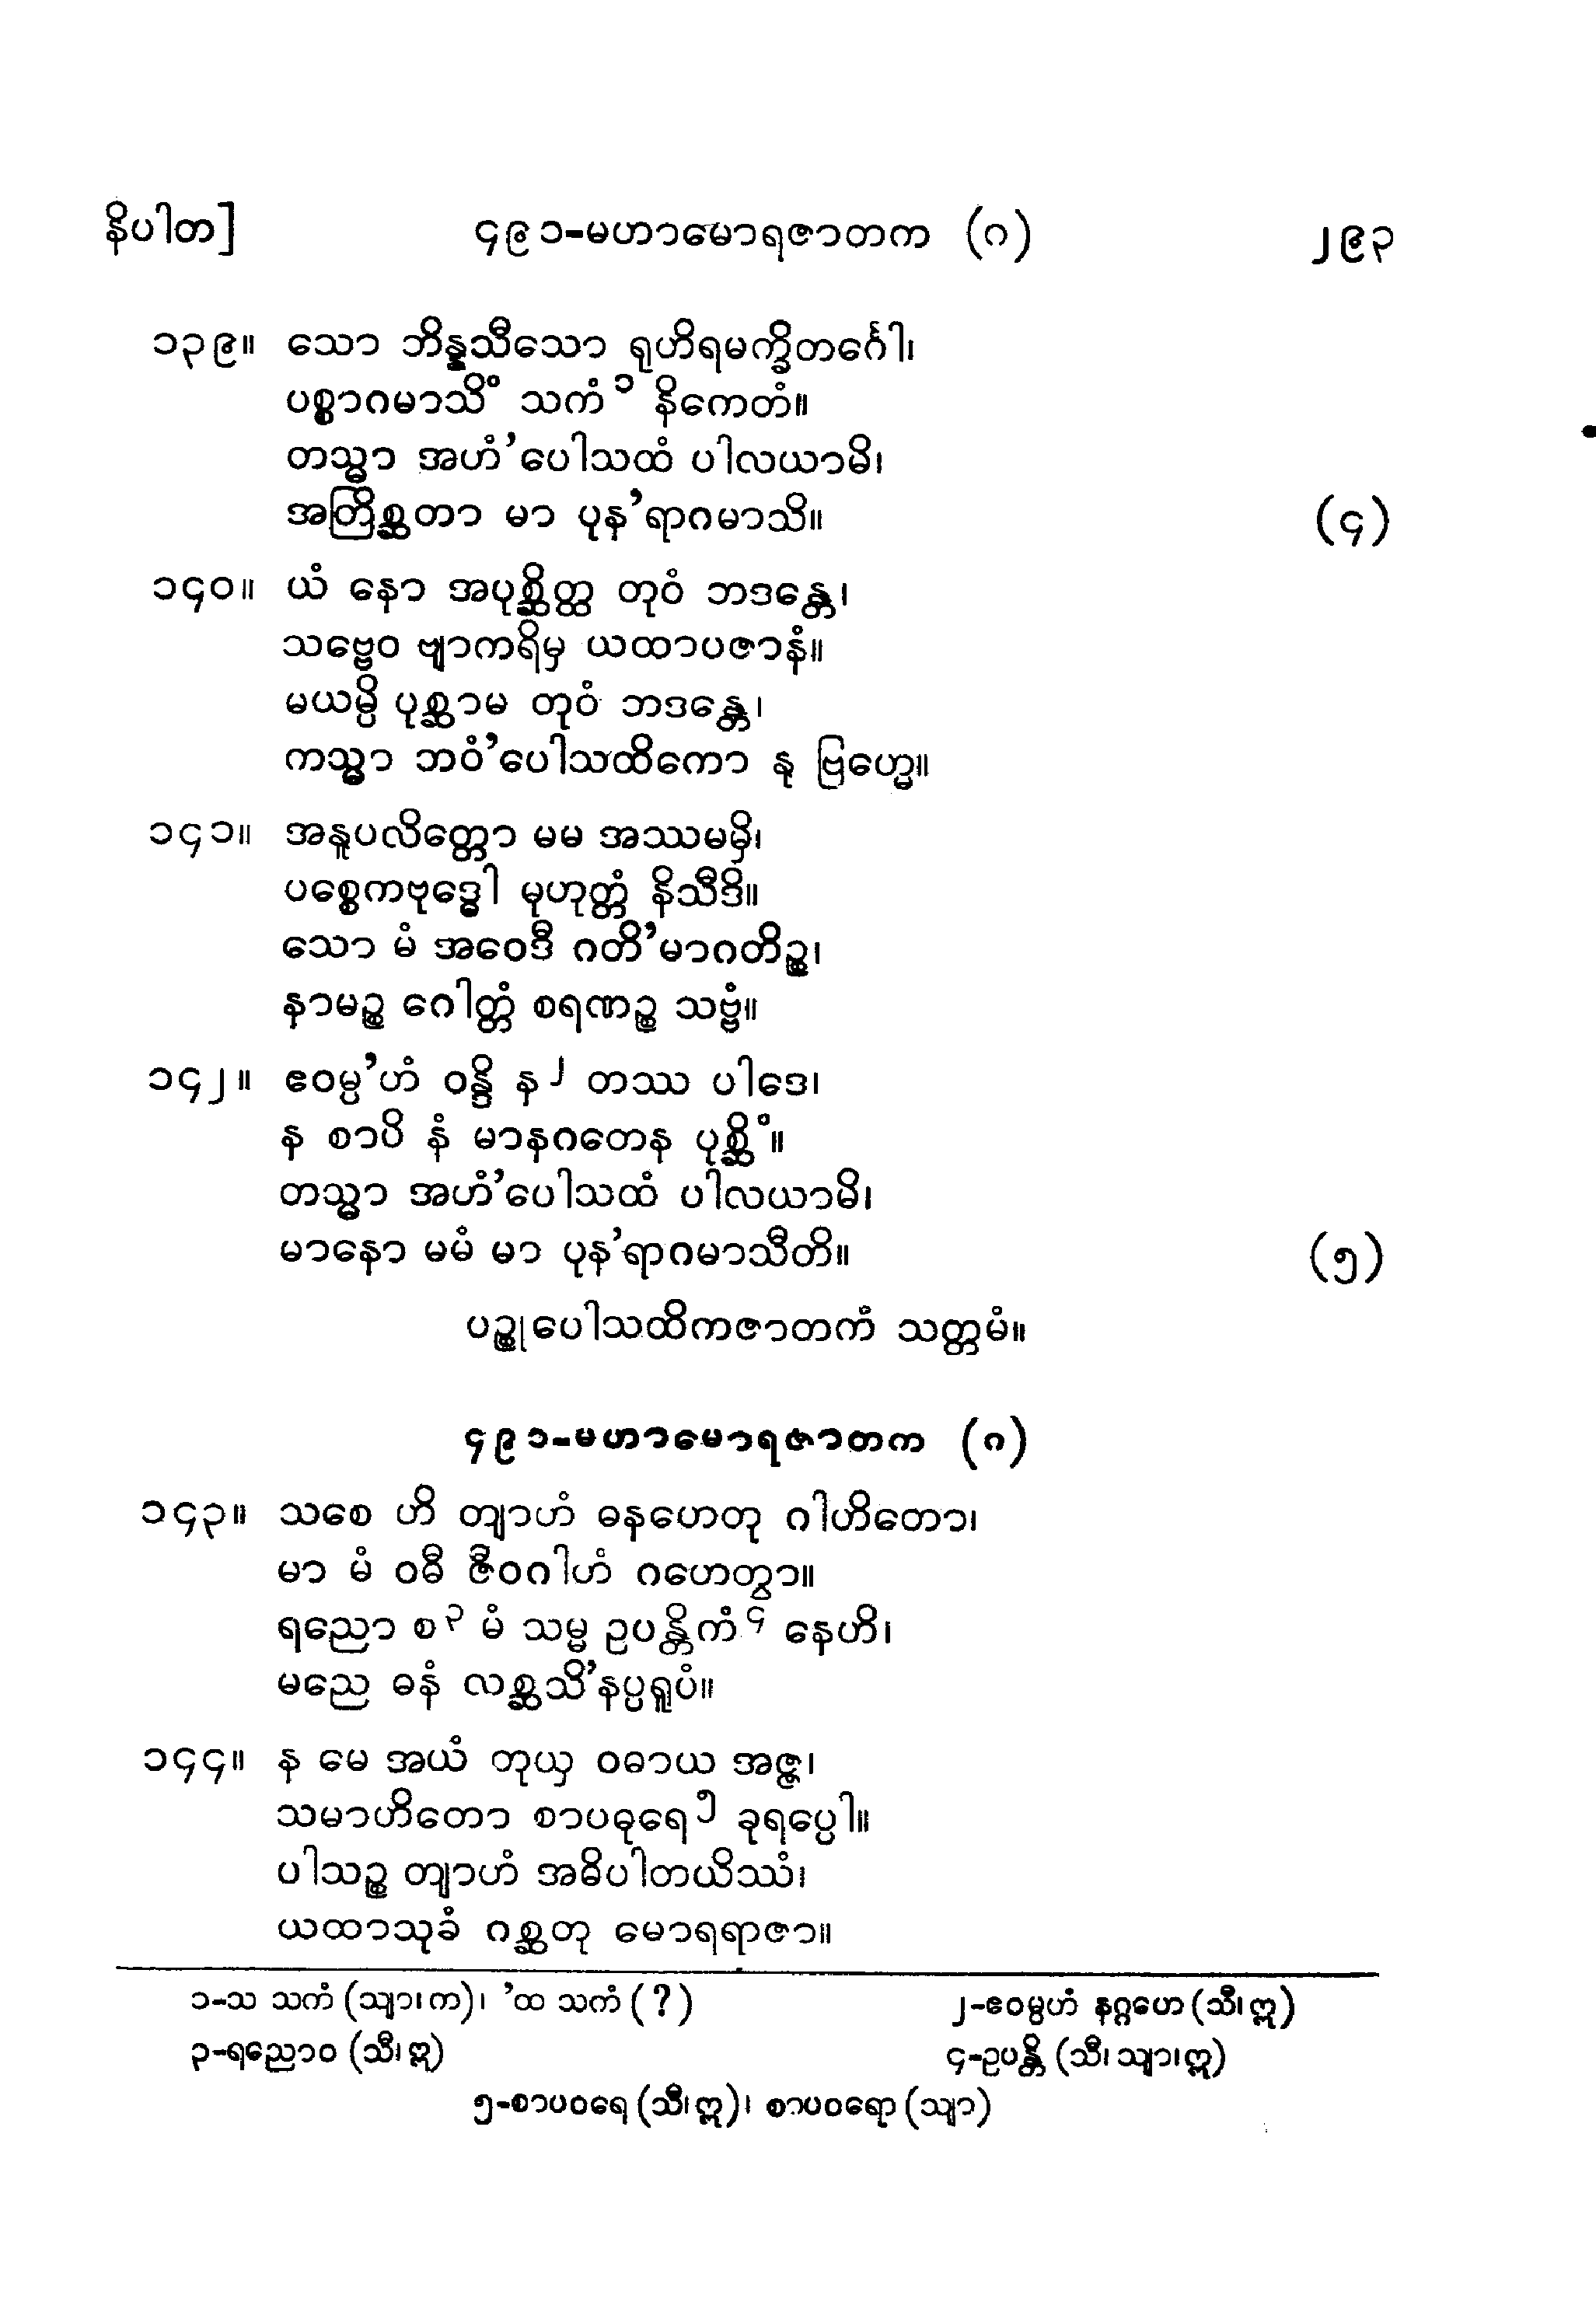 နိပါတ] ၄၉၁-မဟာမောရဇာတက (ဂ) ၂၉၃
၁၃၉။ သော ဘိန္နသီသော ရုဟိရမက္ခိတင်္ဂေါ၊
ပစ္စာဂမာသိံ သကံ ၁ နိကေတံ။
တသ္မာ အဟံ’ပေါသထံ ပါလယာမိ၊
အတြိစ္ဆတာ မာ ပုန’ရာဂမာသိ။ (၄)
၁၄၀။ ယံ နော အပုစ္ဆိတ္ထ တုဝံ ဘဒန္တေ၊
သဗ္ဗေဝ ဗျာကရိမှ ယထာပဇာနံ။
မယမ္ပိ ပုစ္ဆာမ တုဝံ ဘဒန္တေ၊
ကသ္မာ ဘဝံ’ပေါသထိကော နု ဗြဟ္မေ။
၁၄၁။ အနူပလိတ္တော မမ အဿမမှိ၊
ပစ္စေကဗုဒ္ဓေါ မုဟုတ္တံ နိသီဒိ။
သော မံ အဝေဒီ ဂတိ’မာဂတိဉ္စ၊
နာမဉ္စ ဂေါတ္တံ စရဏဉ္စ သဗ္ဗံ။
၁၄၂။ ဧဝမ္ပ’ဟံ ဝန္ဒိ န ၂ တဿ ပါဒေ၊
န စာပိ နံ မာနဂတေန ပုစ္ဆိံ။
တသ္မာ အဟံ’ပေါသထံ ပါလယာမိ၊
မာနော မမံ မာ ပုန’ရာဂမာသီတိ။ (၅)
ပဉ္စုပေါသထိကဇာတကံ သတ္တမံ။
၄၉၁-မဟာမောရဇာတက (ဂ)
၁၄၃။ သစေ ဟိ တျာဟံ ဓနဟေတု ဂါဟိတော၊
မာ မံ ဝဓီ ဇီဝဂါဟံ ဂဟေတွာ။
ရညော စ ၃ မံ သမ္မ ဥပန္တိကံ ၄ နေဟိ၊
မညေ ဓနံ လစ္ဆသိ’နပ္ပရူပံ။
၁၄၄။ န မေ အယံ တုယှ ဝဓာယ အဇ္ဇ၊
သမာဟိတော စာပဓုရေ ၅ ခုရပ္ပေါ။
ပါသဉ္စ တျာဟံ အဓိပါတယိဿံ၊
ယထာသုခံ ဂစ္ဆတု မောရရာဇာ။
၁-သ သကံ (သျာ၊က)၊ ’ထ သကံ (?) ၂-ဧဝမ္ပဟံ နဂ္ဂဟေ (သီ၊ဣ)
၃-ရညောဝ (သီ၊ဣ) ၄-ဥပန္တိ (သီ၊ သျာ၊ဣ)
၅-စာပဝရေ (သီ၊ဣ)၊ စာပဝရော (သျာ)